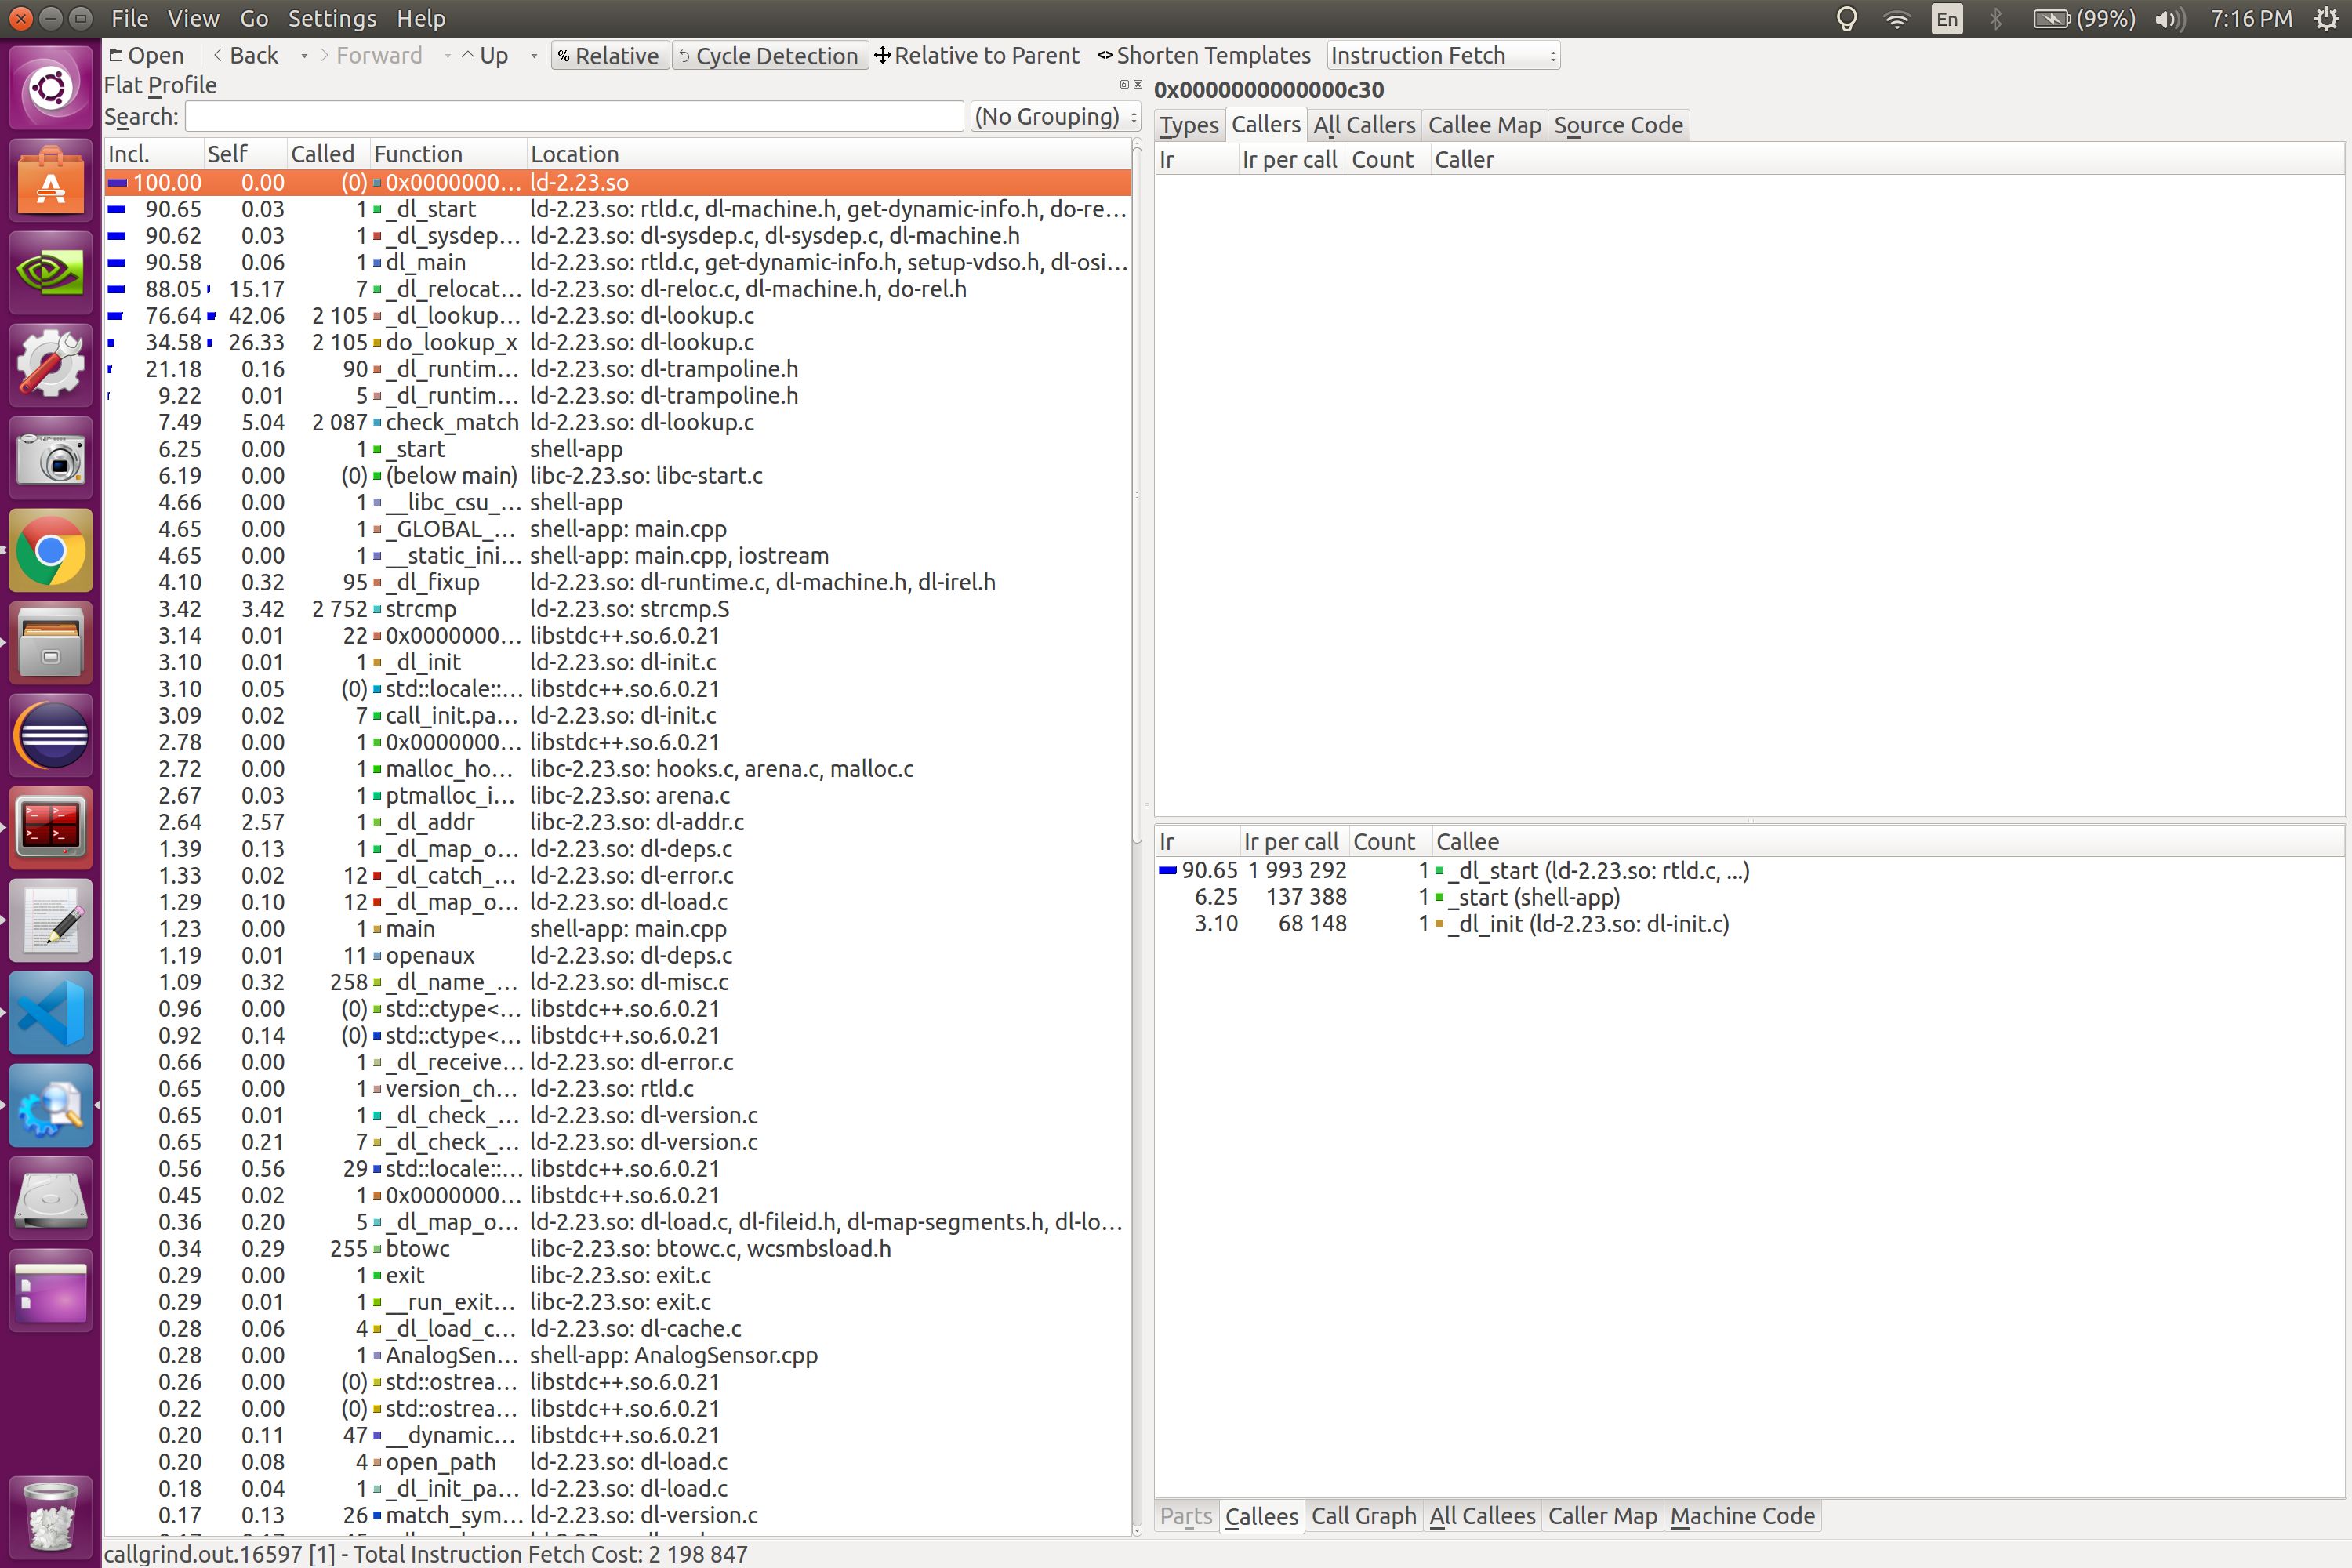 File View Go Settings Help
En (99%) 7:16 PM
Open Back Forward Up % Relative Cycle Detection Relative to Parent <> Shorten Templates Instruction Fetch
Flat Profile
Search: (No Grouping)
Incl. Self Called Function Location
100.00 0.00 (0) 0x0000000... ld-2.23.so
90.65 0.03 1 _dl_start ld-2.23.so: rtld.c, dl-machine.h, get-dynamic-info.h, do-re...
90.62 0.03 1 _dl_sysdep... ld-2.23.so: dl-sysdep.c, dl-sysdep.c, dl-machine.h
90.58 0.06 1 dl_main ld-2.23.so: rtld.c, get-dynamic-info.h, setup-vdso.h, dl-osi...
88.05 15.17 7 _dl_relocat... ld-2.23.so: dl-reloc.c, dl-machine.h, do-rel.h
76.64 42.06 2 105 _dl_lookup... ld-2.23.so: dl-lookup.c
34.58 26.33 2 105 do_lookup_x ld-2.23.so: dl-lookup.c
21.18 0.16 90 _dl_runtim... ld-2.23.so: dl-trampoline.h
9.22 0.01 5 _dl_runtim... ld-2.23.so: dl-trampoline.h
7.49 5.04 2 087 check_match ld-2.23.so: dl-lookup.c
6.25 0.00 1 _start shell-app
6.19 0.00 (0) (below main) libc-2.23.so: libc-start.c
4.66 0.00 1 __libc_csu_... shell-app
4.65 0.00 1 _GLOBAL_... shell-app: main.cpp
4.65 0.00 1 __static_ini... shell-app: main.cpp, iostream
4.10 0.32 95 _dl_fixup ld-2.23.so: dl-runtime.c, dl-machine.h, dl-irel.h
3.42 3.42 2 752 strcmp ld-2.23.so: strcmp.S
3.14 0.01 22 0x0000000... libstdc++.so.6.0.21
3.10 0.01 1 _dl_init ld-2.23.so: dl-init.c
3.10 0.05 (0) std::locale::... libstdc++.so.6.0.21
3.09 0.02 7 call_init.pa... ld-2.23.so: dl-init.c
2.78 0.00 1 0x0000000... libstdc++.so.6.0.21
2.72 0.00 1 malloc_ho... libc-2.23.so: hooks.c, arena.c, malloc.c
2.67 0.03 1 ptmalloc_i... libc-2.23.so: arena.c
2.64 2.57 1 _dl_addr libc-2.23.so: dl-addr.c
1.39 0.13 1 _dl_map_o... ld-2.23.so: dl-deps.c
1.33 0.02 12 _dl_catch_... ld-2.23.so: dl-error.c
1.29 0.10 12 _dl_map_o... ld-2.23.so: dl-load.c
1.23 0.00 1 main shell-app: main.cpp
1.19 0.01 11 openaux ld-2.23.so: dl-deps.c
1.09 0.32 258 _dl_name_... ld-2.23.so: dl-misc.c
0.96 0.00 (0) std::ctype<... libstdc++.so.6.0.21
0.92 0.14 (0) std::ctype<... libstdc++.so.6.0.21
0.66 0.00 1 _dl_receive... ld-2.23.so: dl-error.c
0.65 0.00 1 version_ch... ld-2.23.so: rtld.c
0.65 0.01 1 _dl_check_... ld-2.23.so: dl-version.c
0.65 0.21 7 _dl_check_... ld-2.23.so: dl-version.c
0.56 0.56 29 std::locale::... libstdc++.so.6.0.21
0.45 0.02 1 0x0000000... libstdc++.so.6.0.21
0.36 0.20 5 _dl_map_o... ld-2.23.so: dl-load.c, dl-fileid.h, dl-map-segments.h, dl-lo...
0.34 0.29 255 btowc libc-2.23.so: btowc.c, wcsmbsload.h
0.29 0.00 1 exit libc-2.23.so: exit.c
0.29 0.01 1 __run_exit... libc-2.23.so: exit.c
0.28 0.06 4 _dl_load_c... ld-2.23.so: dl-cache.c
0.28 0.00 1 AnalogSen... shell-app: AnalogSensor.cpp
0.26 0.00 (0) std::ostrea... libstdc++.so.6.0.21
0.22 0.00 (0) std::ostrea... libstdc++.so.6.0.21
0.20 0.11 47 __dynamic... libstdc++.so.6.0.21
0.20 0.08 4 open_path ld-2.23.so: dl-load.c
0.18 0.04 1 _dl_init_pa... ld-2.23.so: dl-load.c
0.17 0.13 26 match_sym... ld-2.23.so: dl-version.c
0x0000000000000c30
Types Callers All Callers Callee Map Source Code
Ir Ir per call Count Caller
Ir Ir per call Count Callee
90.65 1 993 292 1 _dl_start (ld-2.23.so: rtld.c, ...)
6.25 137 388 1 _start (shell-app)
3.10 68 148 1 _dl_init (ld-2.23.so: dl-init.c)
Parts Callees Call Graph All Callees Caller Map Machine Code
callgrind.out.16597 [1] - Total Instruction Fetch Cost: 2 198 847